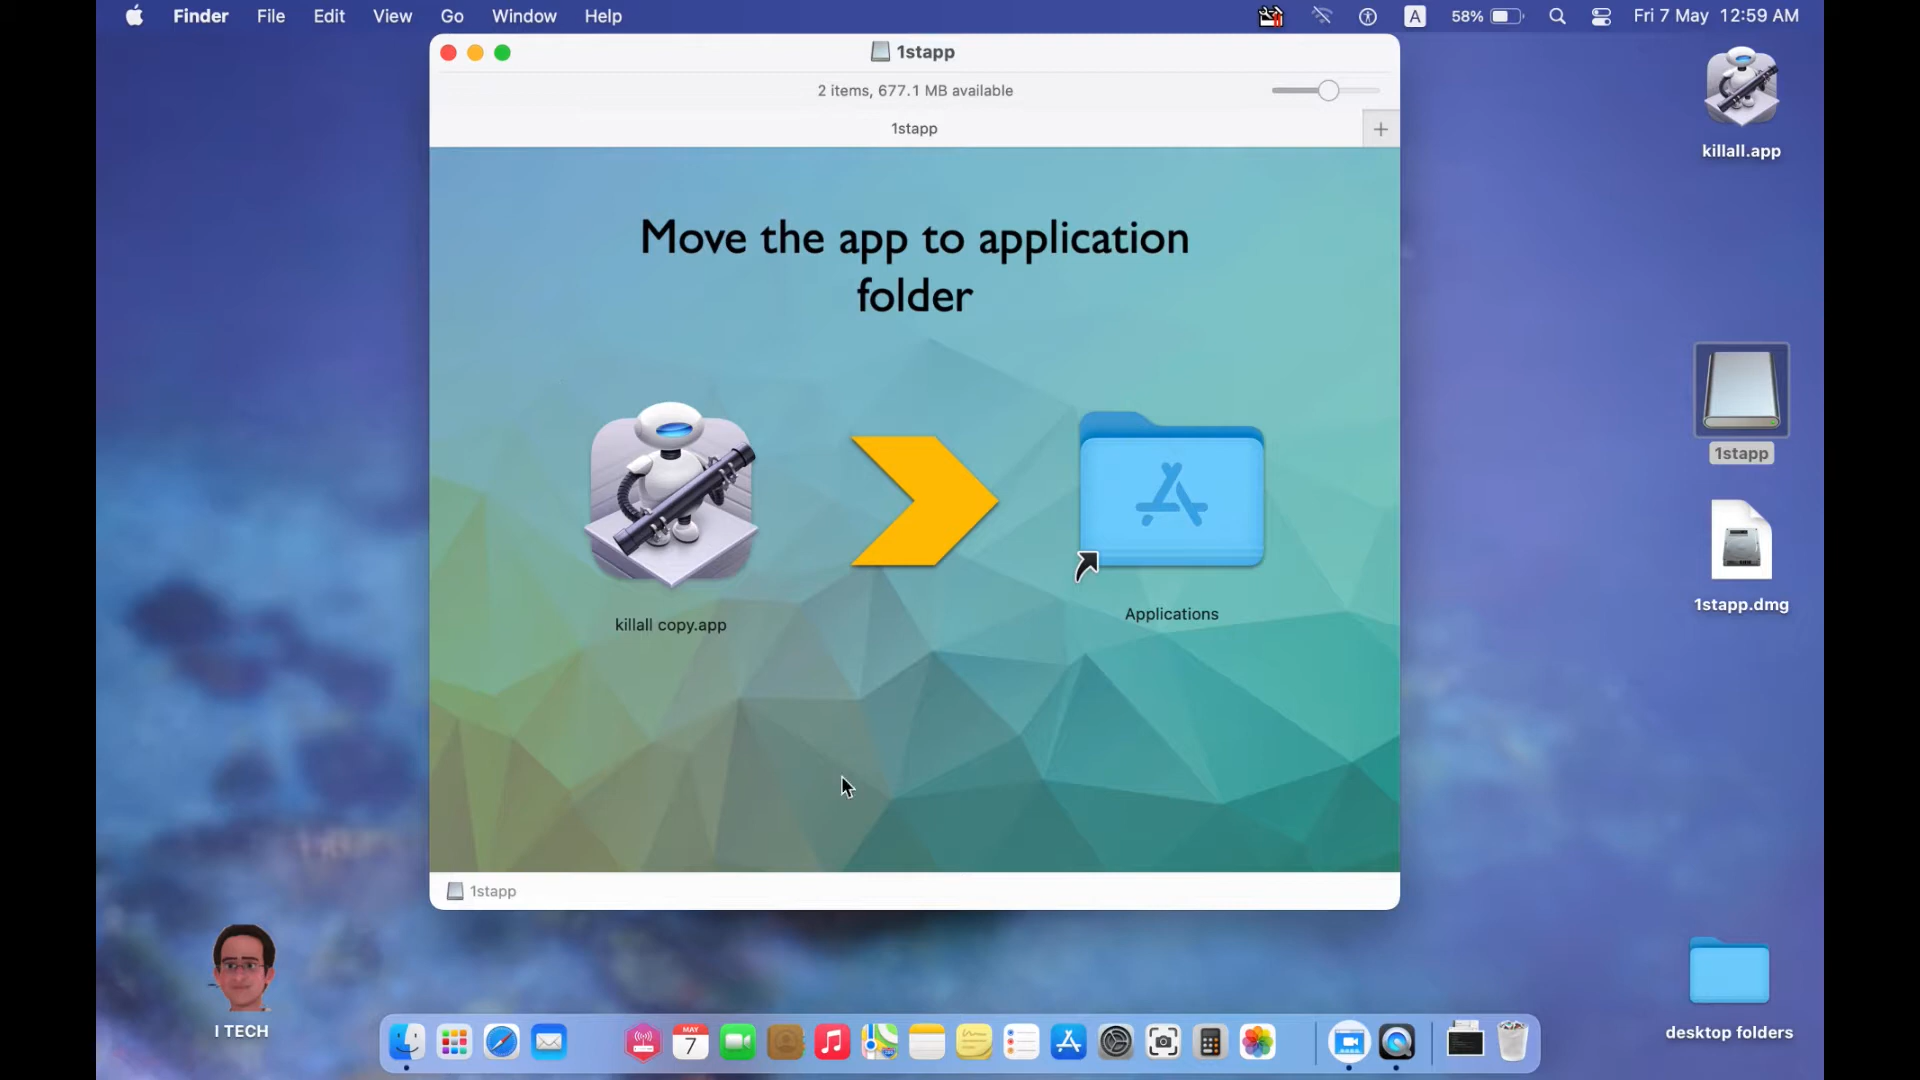 Finder File Edit View Go Window Help A 58% Fri 7 May 12:59 AM
1stapp
2 items, 677.1 MB available
1stapp
killall.app
Move the app to application
folder
1stapp
1stapp.dmg
killall copy.app
Applications
1stapp
I TECH
desktop folders
MAY
7